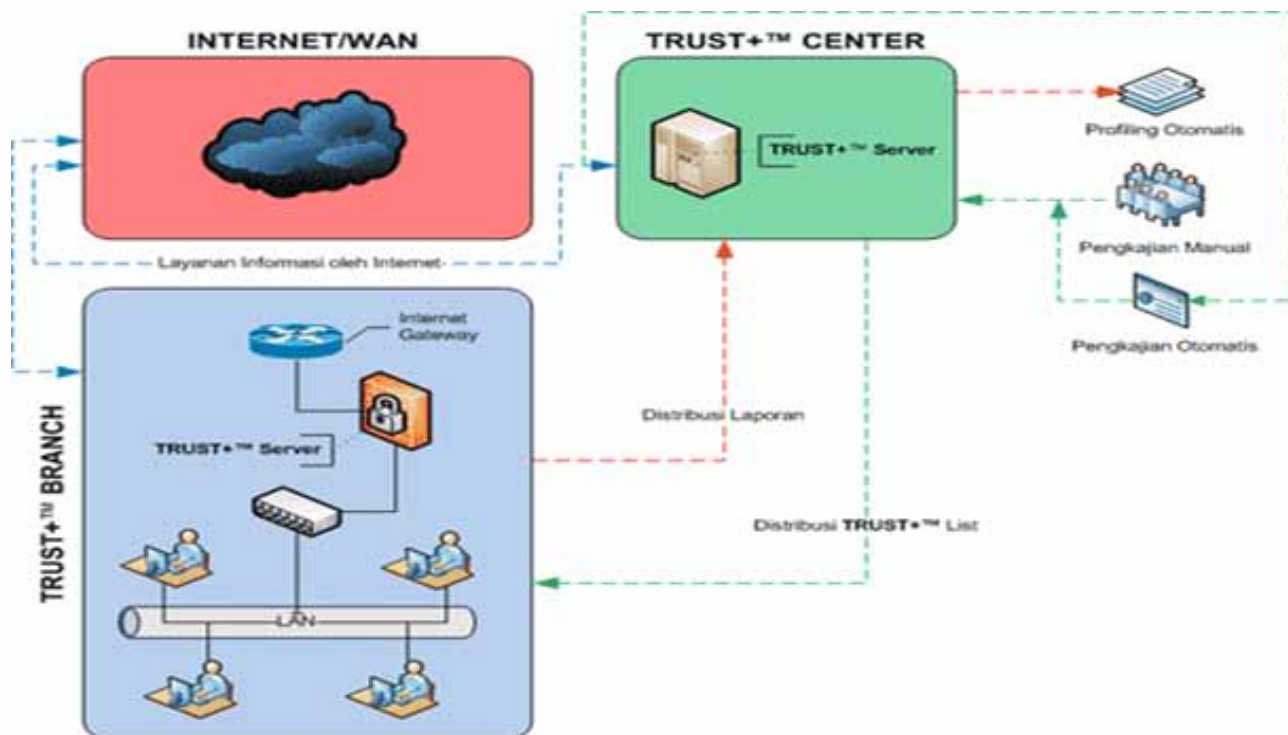 INTERNET/WAN
TRUST+™ CENTER
TRUST+™ Server
Profiling Otomatis
Pengkajian Manual
Pengkajian Otomatis
Layanan Informasi oleh Internet
Internet
Gateway
TRUST+™ Server
TRUST+™ BRANCH
LAN
Distribusi Laporan
Distribusi TRUST+™ List